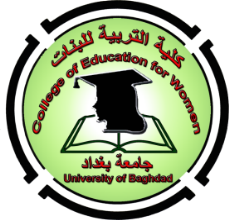 كلية التربية للبنات
College of Education for Women
جامعة بغداد
University of Baghdad